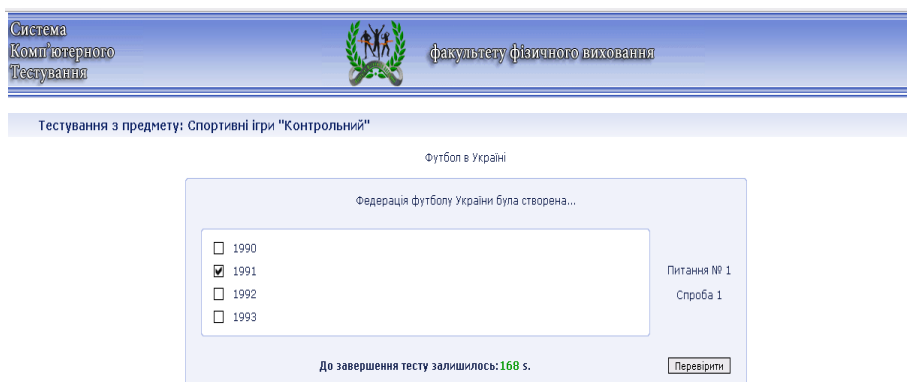 Система
Комп'ютерного
Тестування
факультету фізичного виховання
Тестування з предмету: Спортивні ігри "Контрольний"
Футбол в Україні
Федерація футболу України була створена...
1990
1991
1992
1993
Питання № 1
Спроба 1
До завершення тесту залишилось:168 s.
Перевірити